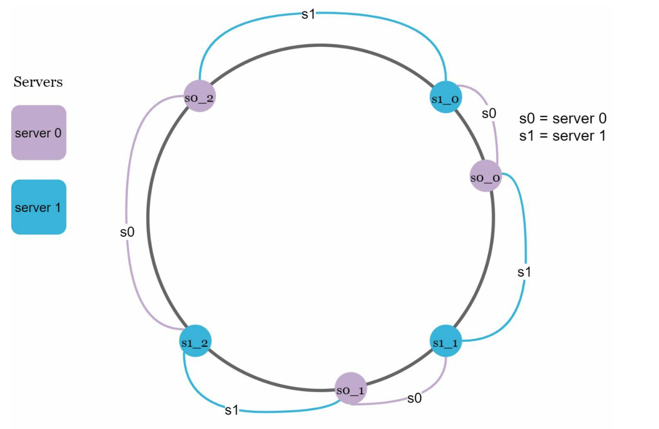 s1
Servers
s0_2
s1_0
server 0
s0
s0 = server 0
s1 = server 1
s0_0
server 1
s0
s1
s1_2
s1_1
s0_1
s0
s1